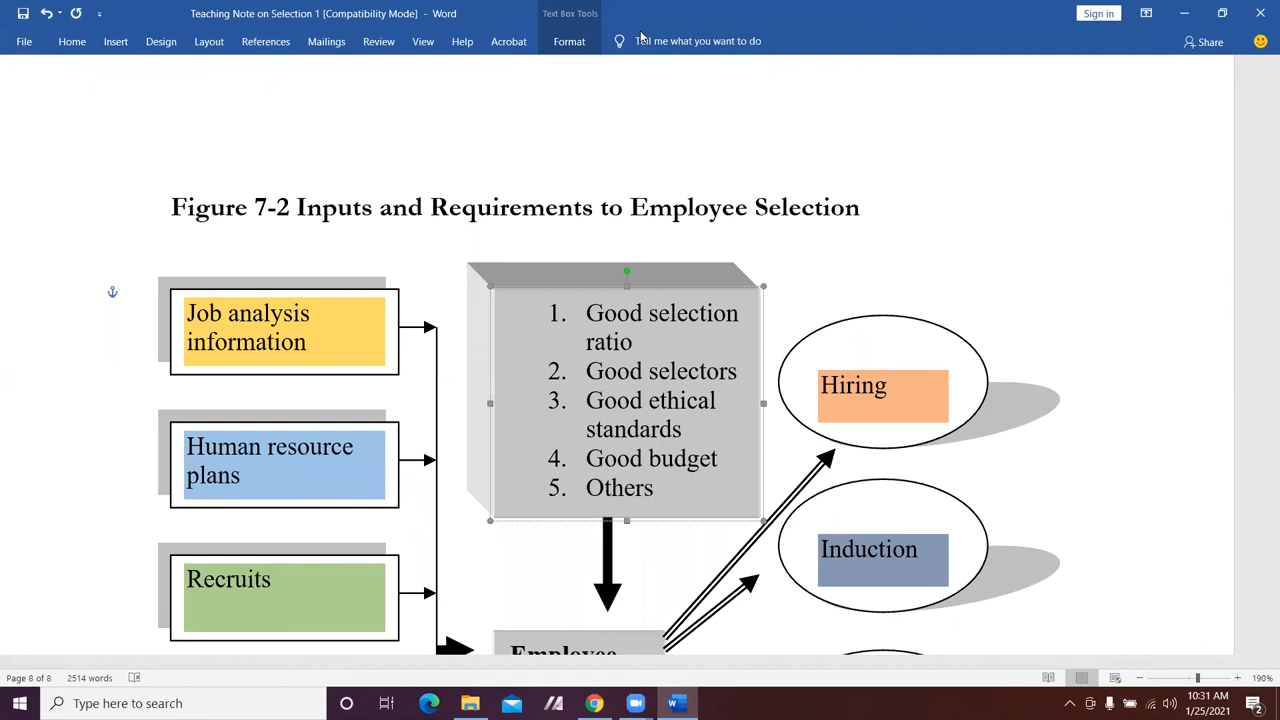 Teaching Note on Selection 1 [Compatibility Mode] - Word
Text Box Tools
Sign in
File Home Insert Design Layout References Mailings Review View Help Acrobat Format Tell me what you want to do Share
Figure 7-2 Inputs and Requirements to Employee Selection
Job analysis
information
Human resource
plans
Recruits
1. Good selection
ratio
2. Good selectors
3. Good ethical
standards
4. Good budget
5. Others
Hiring
Induction
Employee
Page 8 of 8 2514 words 190%
Type here to search
10:31 AM
1/25/2021
2